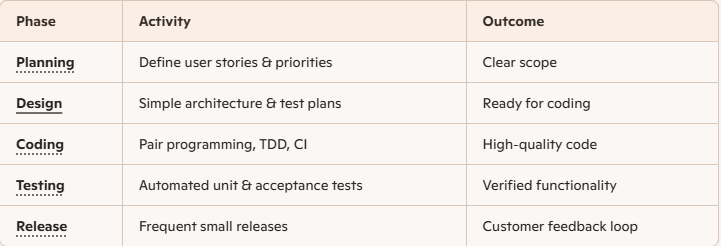 Phase Activity Outcome
Planning Define user stories & priorities Clear scope
Design Simple architecture & test plans Ready for coding
Coding Pair programming, TDD, CI High-quality code
Testing Automated unit & acceptance tests Verified functionality
Release Frequent small releases Customer feedback loop